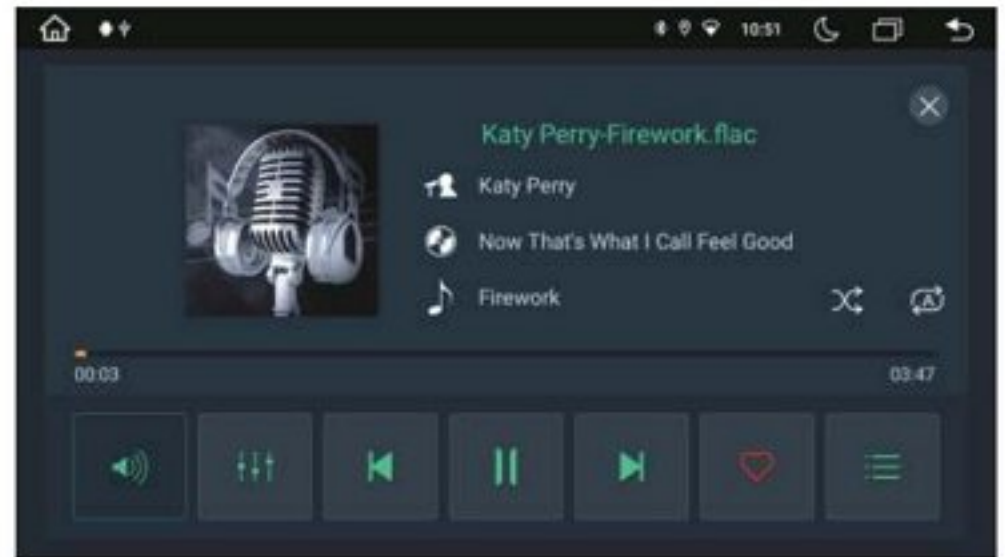 10:51
Katy Perry-Firework.flac
Katy Perry
Now That's What I Call Feel Good
Firework
00:03 03:47